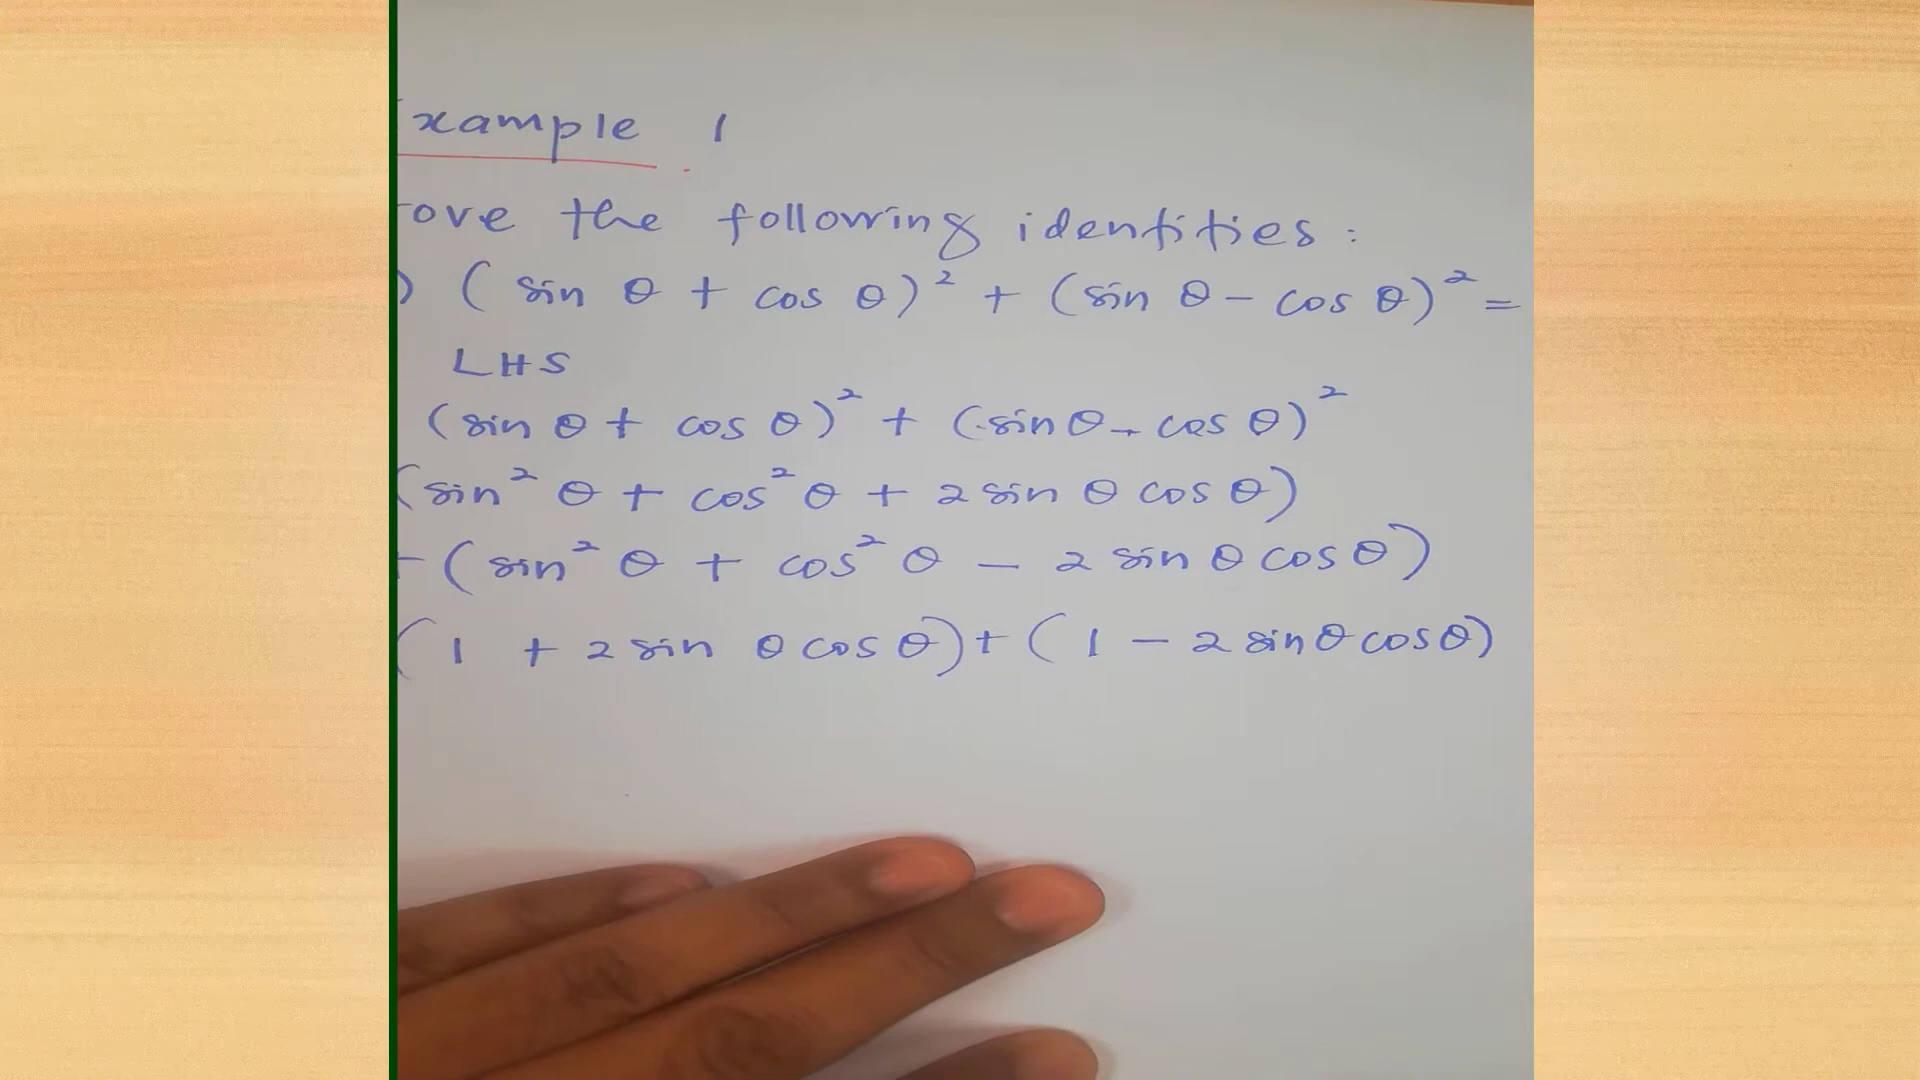 xample 1
ove the following identities :
) (sin θ + cos θ)² + (sin θ - cos θ)² =
LHS
(sin θ + cos θ)² + (sin θ - cos θ)²
(sin² θ + cos² θ + 2 sin θ cos θ)
+ (sin² θ + cos² θ - 2 sin θ cos θ)
(1 + 2 sin θ cos θ) + (1 - 2 sin θ cos θ)